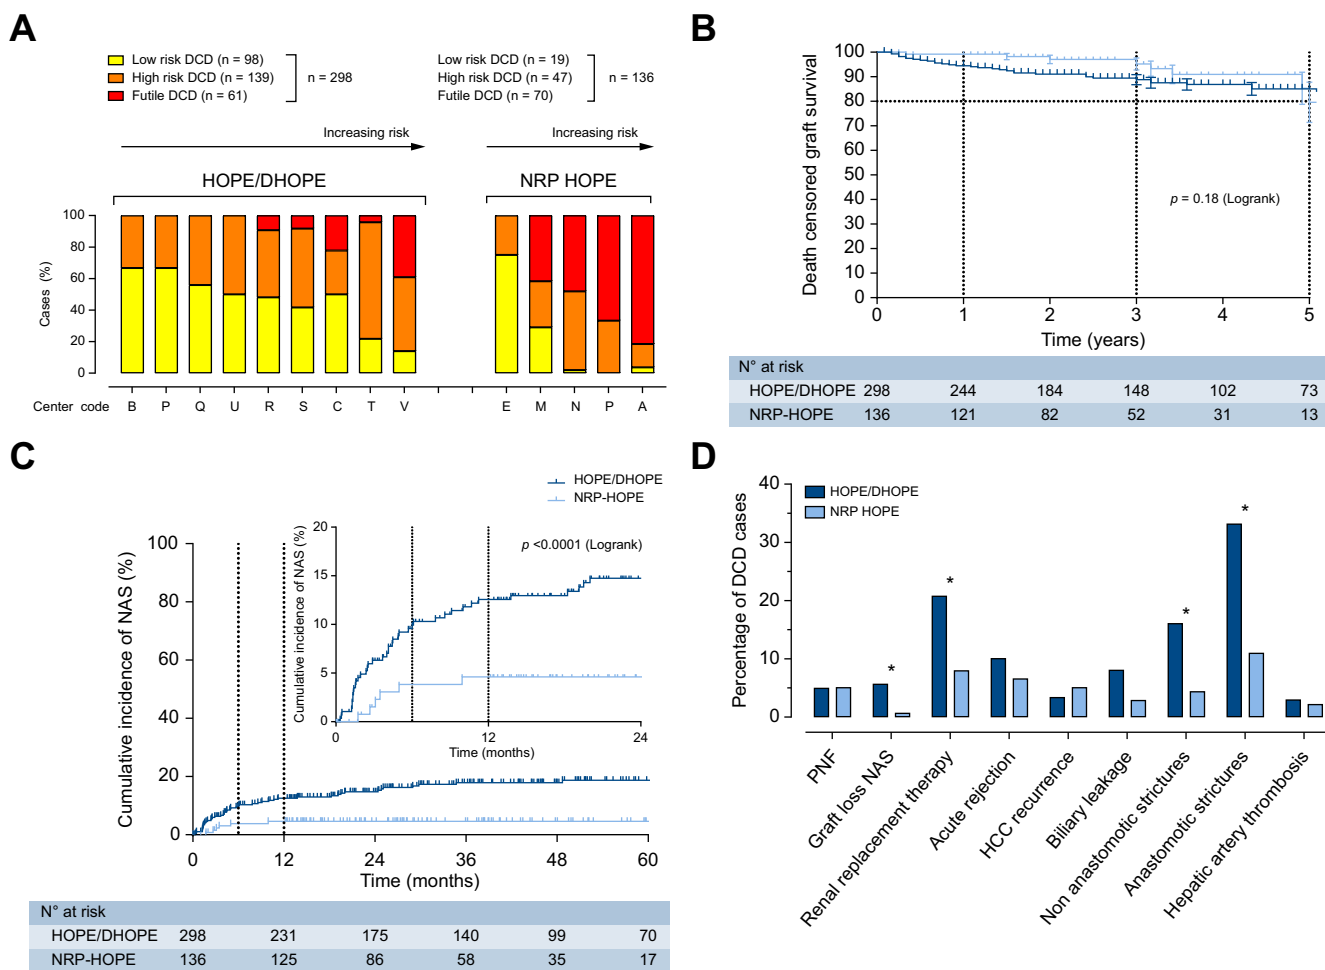 A
Low risk DCD (n = 98)
High risk DCD (n = 139)
Futile DCD (n = 61)
n = 298
Low risk DCD (n = 19)
High risk DCD (n = 47)
Futile DCD (n = 70)
n = 136
Increasing risk
Increasing risk
HOPE/DHOPE
NRP HOPE
Cases (%)
100
80
60
40
20
0
Center code B P Q U R S C T V E M N P A
B
Death censored graft survival
100
90
80
70
60
50
40
30
20
10
0
p = 0.18 (Logrank)
0 1 2 3 4 5
Time (years)
N° at risk
HOPE/DHOPE 298 244 184 148 102 73
NRP-HOPE 136 121 82 52 31 13
C
HOPE/DHOPE
NRP-HOPE
Cumulative incidence of NAS (%)
100
80
60
40
20
0
Cumulative incidence of NAS (%)
20
15
10
5
0
p <0.0001 (Logrank)
0 12 24
Time (months)
0 12 24 36 48 60
Time (months)
N° at risk
HOPE/DHOPE 298 231 175 140 99 70
NRP-HOPE 136 125 86 58 35 17
D
HOPE/DHOPE
NRP HOPE
Percentage of DCD cases
40
30
20
10
0
* * * *
PNF
Graft loss NAS
Renal replacement therapy
Acute rejection
HCC recurrence
Biliary leakage
Non anastomotic strictures
Anastomotic strictures
Hepatic artery thrombosis